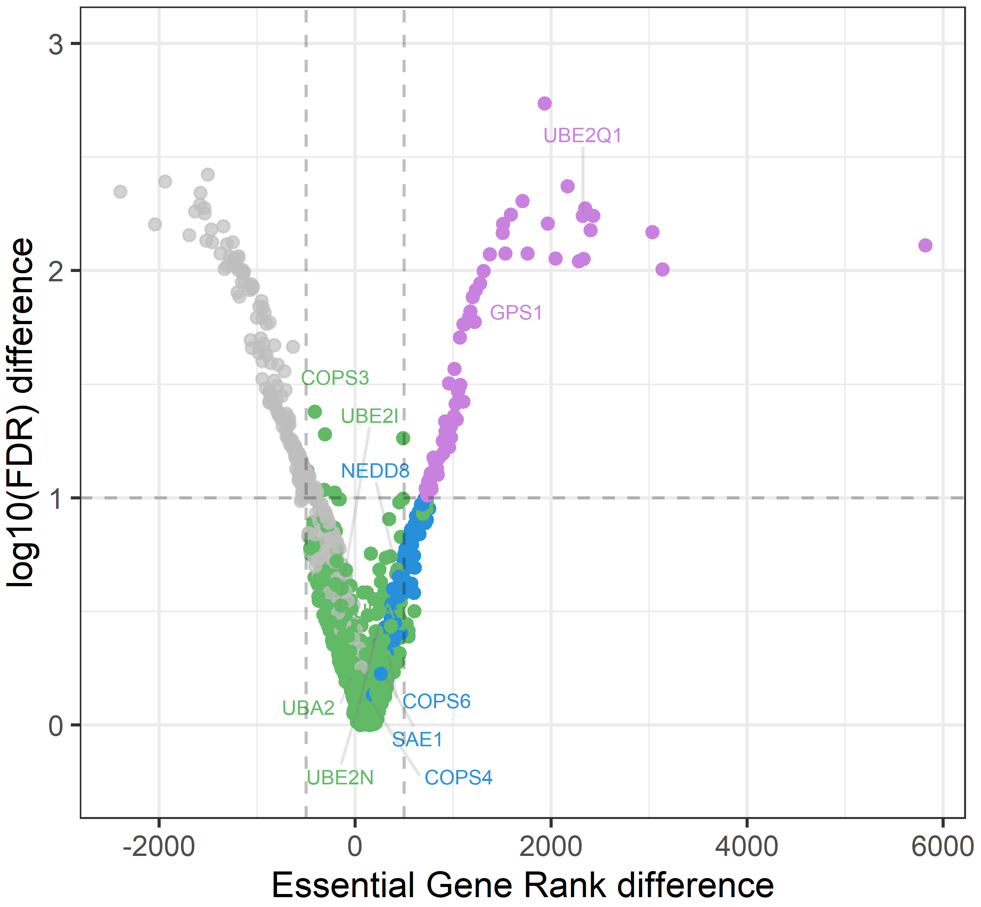 3
UBE2Q1
2
GPS1
COPS3
UBE2I
NEDD8
1
COPS6
UBA2
0
SAE1
UBE2N
COPS4
log10(FDR) difference
-2000
0
2000
4000
6000
Essential Gene Rank difference